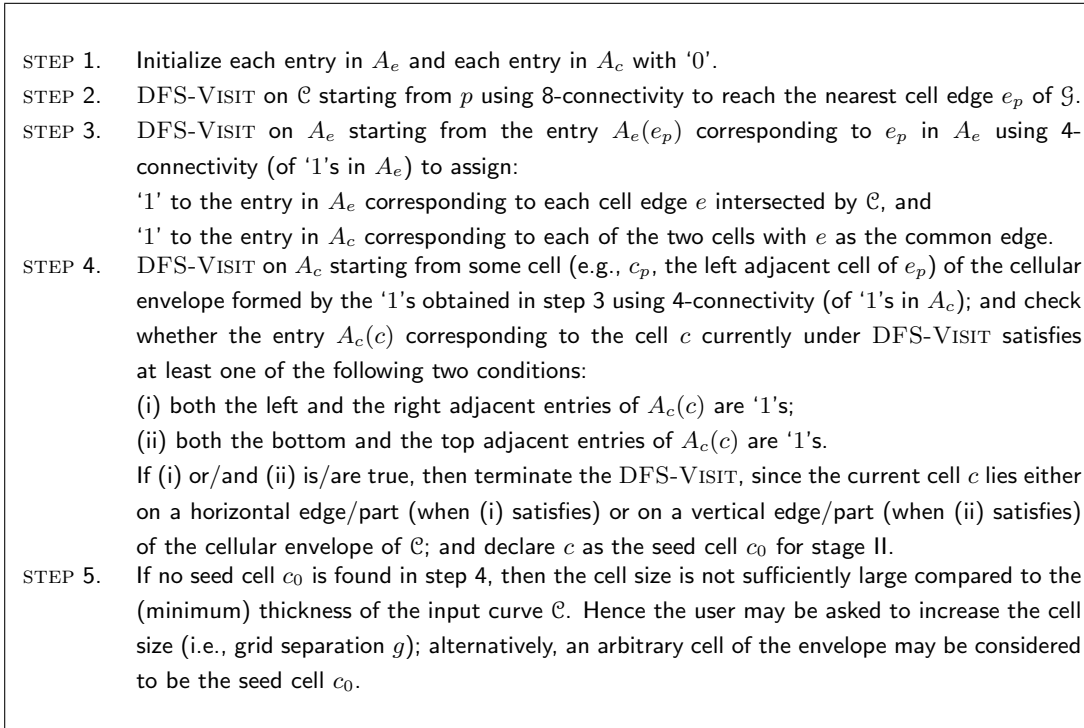 STEP 1. Initialize each entry in A_e and each entry in A_c with ‘0’.
STEP 2. DFS-VISIT on 𝒞 starting from p using 8-connectivity to reach the nearest cell edge e_p of 𝒢.
STEP 3. DFS-VISIT on A_e starting from the entry A_e(e_p) corresponding to e_p in A_e using 4-
connectivity (of ‘1’s in A_e) to assign:
‘1’ to the entry in A_e corresponding to each cell edge e intersected by 𝒞, and
‘1’ to the entry in A_c corresponding to each of the two cells with e as the common edge.
STEP 4. DFS-VISIT on A_c starting from some cell (e.g., c_p, the left adjacent cell of e_p) of the cellular
envelope formed by the ‘1’s obtained in step 3 using 4-connectivity (of ‘1’s in A_c); and check
whether the entry A_c(c) corresponding to the cell c currently under DFS-VISIT satisfies
at least one of the following two conditions:
(i) both the left and the right adjacent entries of A_c(c) are ‘1’s;
(ii) both the bottom and the top adjacent entries of A_c(c) are ‘1’s.
If (i) or/and (ii) is/are true, then terminate the DFS-VISIT, since the current cell c lies either
on a horizontal edge/part (when (i) satisfies) or on a vertical edge/part (when (ii) satisfies)
of the cellular envelope of 𝒞; and declare c as the seed cell c_0 for stage II.
STEP 5. If no seed cell c_0 is found in step 4, then the cell size is not sufficiently large compared to the
(minimum) thickness of the input curve 𝒞. Hence the user may be asked to increase the cell
size (i.e., grid separation g); alternatively, an arbitrary cell of the envelope may be considered
to be the seed cell c_0.